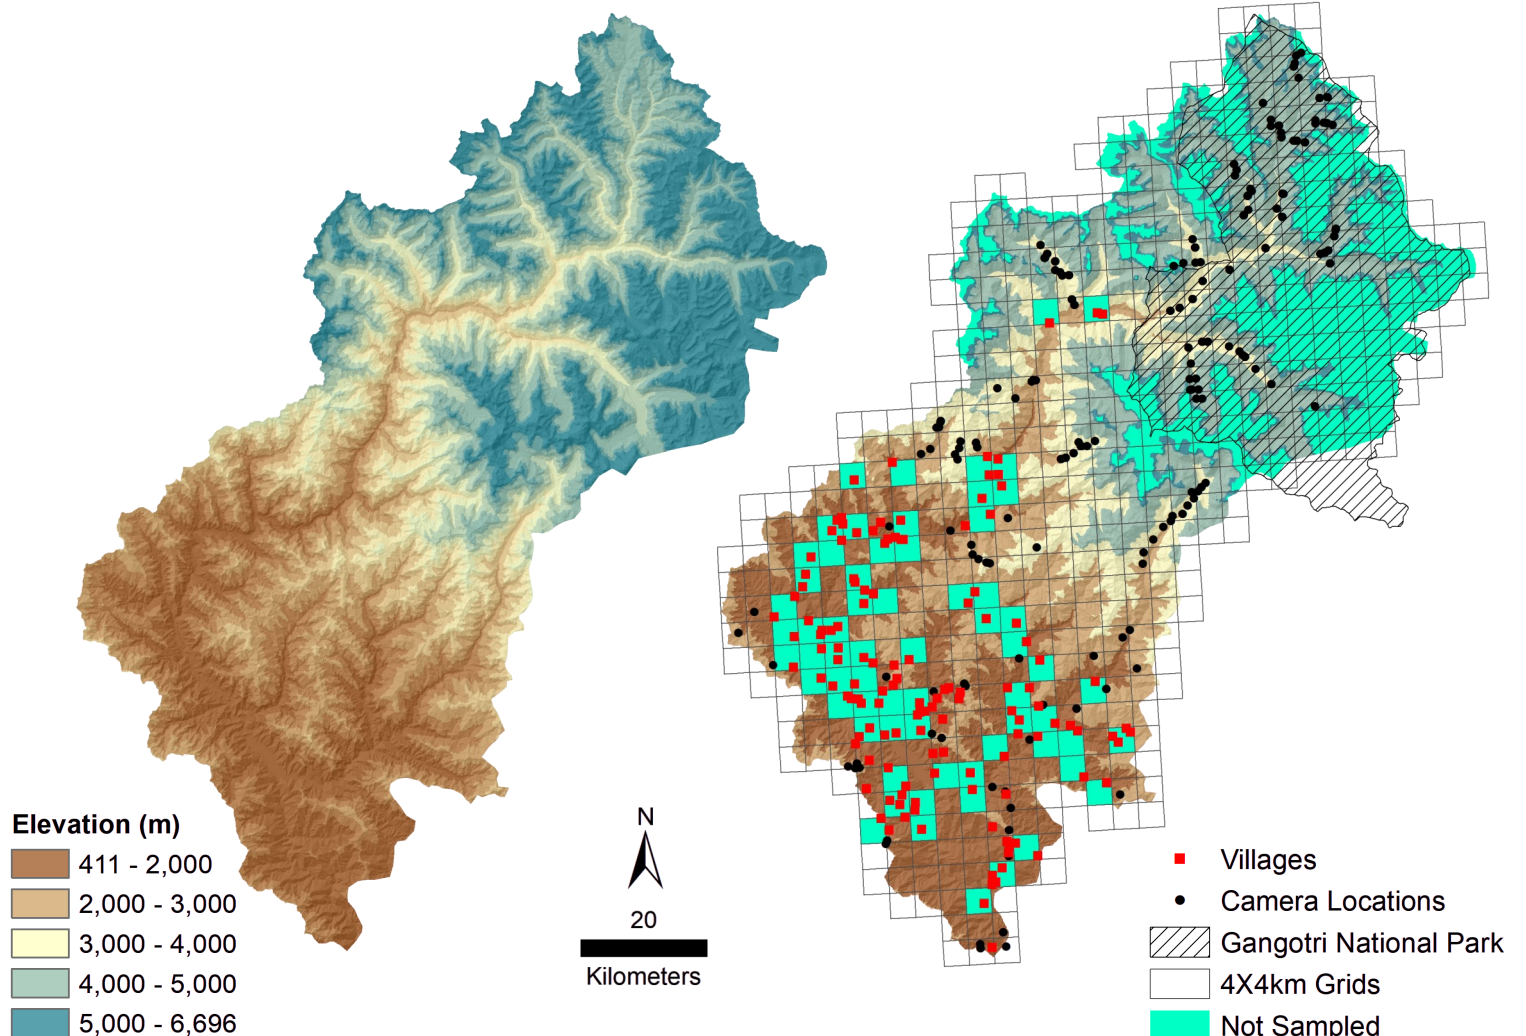 Elevation (m)
411 - 2,000
2,000 - 3,000
3,000 - 4,000
4,000 - 5,000
5,000 - 6,696
N
20
Kilometers
Villages
Camera Locations
Gangotri National Park
4X4km Grids
Not Sampled